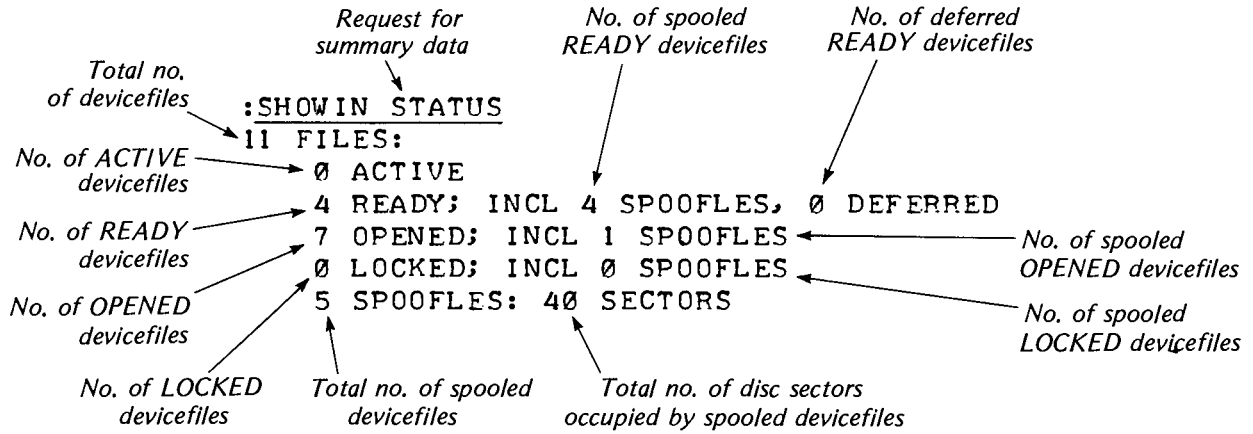 Request for
summary data
No. of spooled
READY devicefiles
No. of deferred
READY devicefiles
Total no.
of devicefiles
:SHOWIN STATUS
11 FILES:
No. of ACTIVE
devicefiles
0 ACTIVE
4 READY; INCL 4 SPOOFLES, 0 DEFERRED
No. of READY
devicefiles
7 OPENED; INCL 1 SPOOFLES
No. of spooled
OPENED devicefiles
0 LOCKED; INCL 0 SPOOFLES
No. of OPENED
devicefiles
5 SPOOFLES: 40 SECTORS
No. of spooled
LOCKED devicefiles
No. of LOCKED
devicefiles
Total no. of spooled
devicefiles
Total no. of disc sectors
occupied by spooled devicefiles